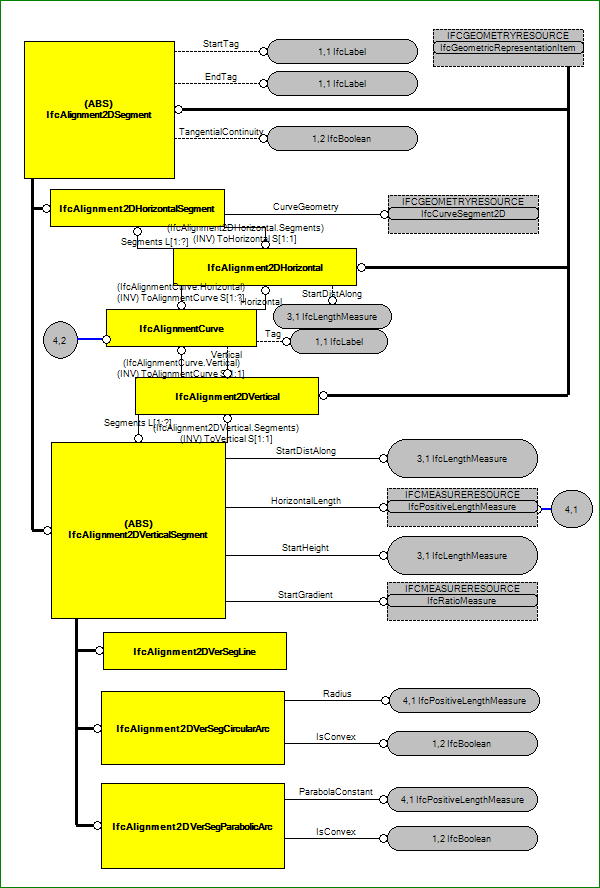 StartTag
1,1 IfcLabel
IFCGEOMETRYRESOURCE
IfcGeometricRepresentationItem
EndTag
1,1 IfcLabel
(ABS)
IfcAlignment2DSegment
TangentialContinuity
1,2 IfcBoolean
IfcAlignment2DHorizontalSegment
CurveGeometry
IFCGEOMETRYRESOURCE
IfcCurveSegment2D
(IfcAlignment2DHorizontal.Segments)
(INV) ToHorizontal S[1:1]
Segments L[1:?]
IfcAlignment2DHorizontal
(IfcAlignmentCurve.Horizontal)
(INV) ToAlignmentCurve S[1:?]
Horizontal
StartDistAlong
3,1 IfcLengthMeasure
IfcAlignmentCurve
Tag
1,1 IfcLabel
4,2
Vertical
(IfcAlignmentCurve.Vertical)
(INV) ToAlignmentCurve S[1:1]
IfcAlignment2DVertical
Segments L[1:?]
(IfcAlignment2DVertical.Segments)
(INV) ToVertical S[1:1]
StartDistAlong
3,1 IfcLengthMeasure
HorizontalLength
IFCMEASURERESOURCE
IfcPositiveLengthMeasure
4,1
(ABS)
IfcAlignment2DVerticalSegment
StartHeight
3,1 IfcLengthMeasure
StartGradient
IFCMEASURERESOURCE
IfcRatioMeasure
IfcAlignment2DVerSegLine
Radius
4,1 IfcPositiveLengthMeasure
IfcAlignment2DVerSegCircularArc
IsConvex
1,2 IfcBoolean
ParabolaConstant
4,1 IfcPositiveLengthMeasure
IfcAlignment2DVerSegParabolicArc
IsConvex
1,2 IfcBoolean